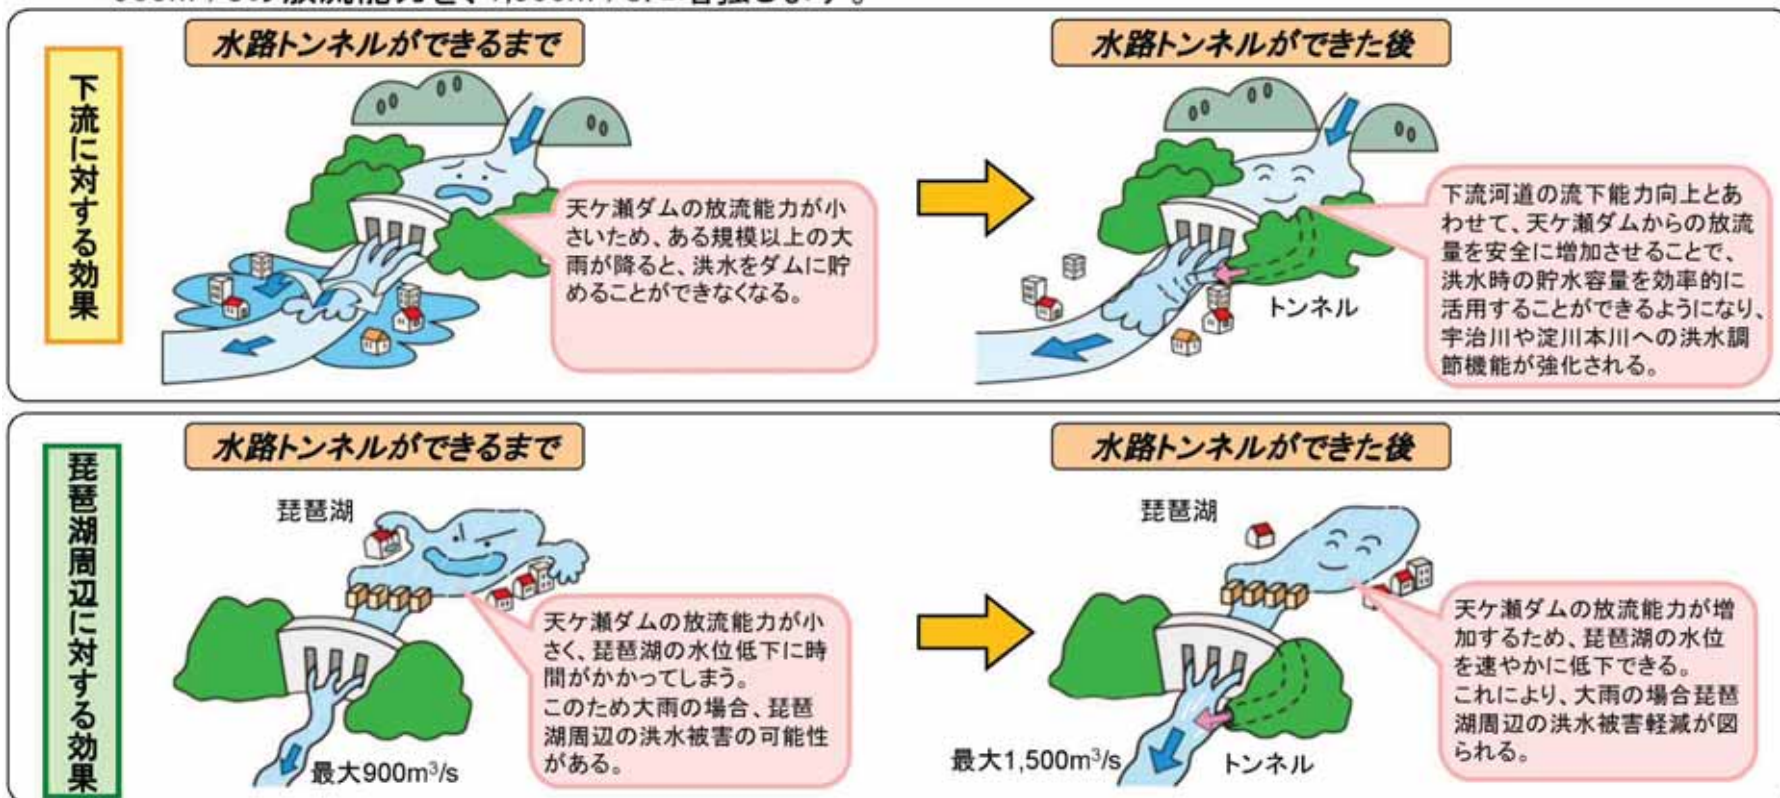 下流に対する効果
水路トンネルができるまで
天ケ瀬ダムの放流能力が小
さいため、ある規模以上の大
雨が降ると、洪水をダムに貯
めることができなくなる。
水路トンネルができた後
下流河道の流下能力向上とあ
わせて、天ケ瀬ダムからの放流
量を安全に増加させることで、
洪水時の貯水容量を効率的に
活用することができるようになり、
宇治川や淀川本川への洪水調
節機能が強化される。
トンネル
琵琶湖周辺に対する効果
水路トンネルができるまで
琵琶湖
天ケ瀬ダムの放流能力が小
さく、琵琶湖の水位低下に時
間がかかってしまう。
このため大雨の場合、琵琶
湖周辺の洪水被害の可能性
がある。
最大900m³/s
水路トンネルができた後
琵琶湖
天ケ瀬ダムの放流能力が増
加するため、琵琶湖の水位
を速やかに低下できる。
これにより、大雨の場合琵琶
湖周辺の洪水被害軽減が図
られる。
最大1,500m³/s
トンネル